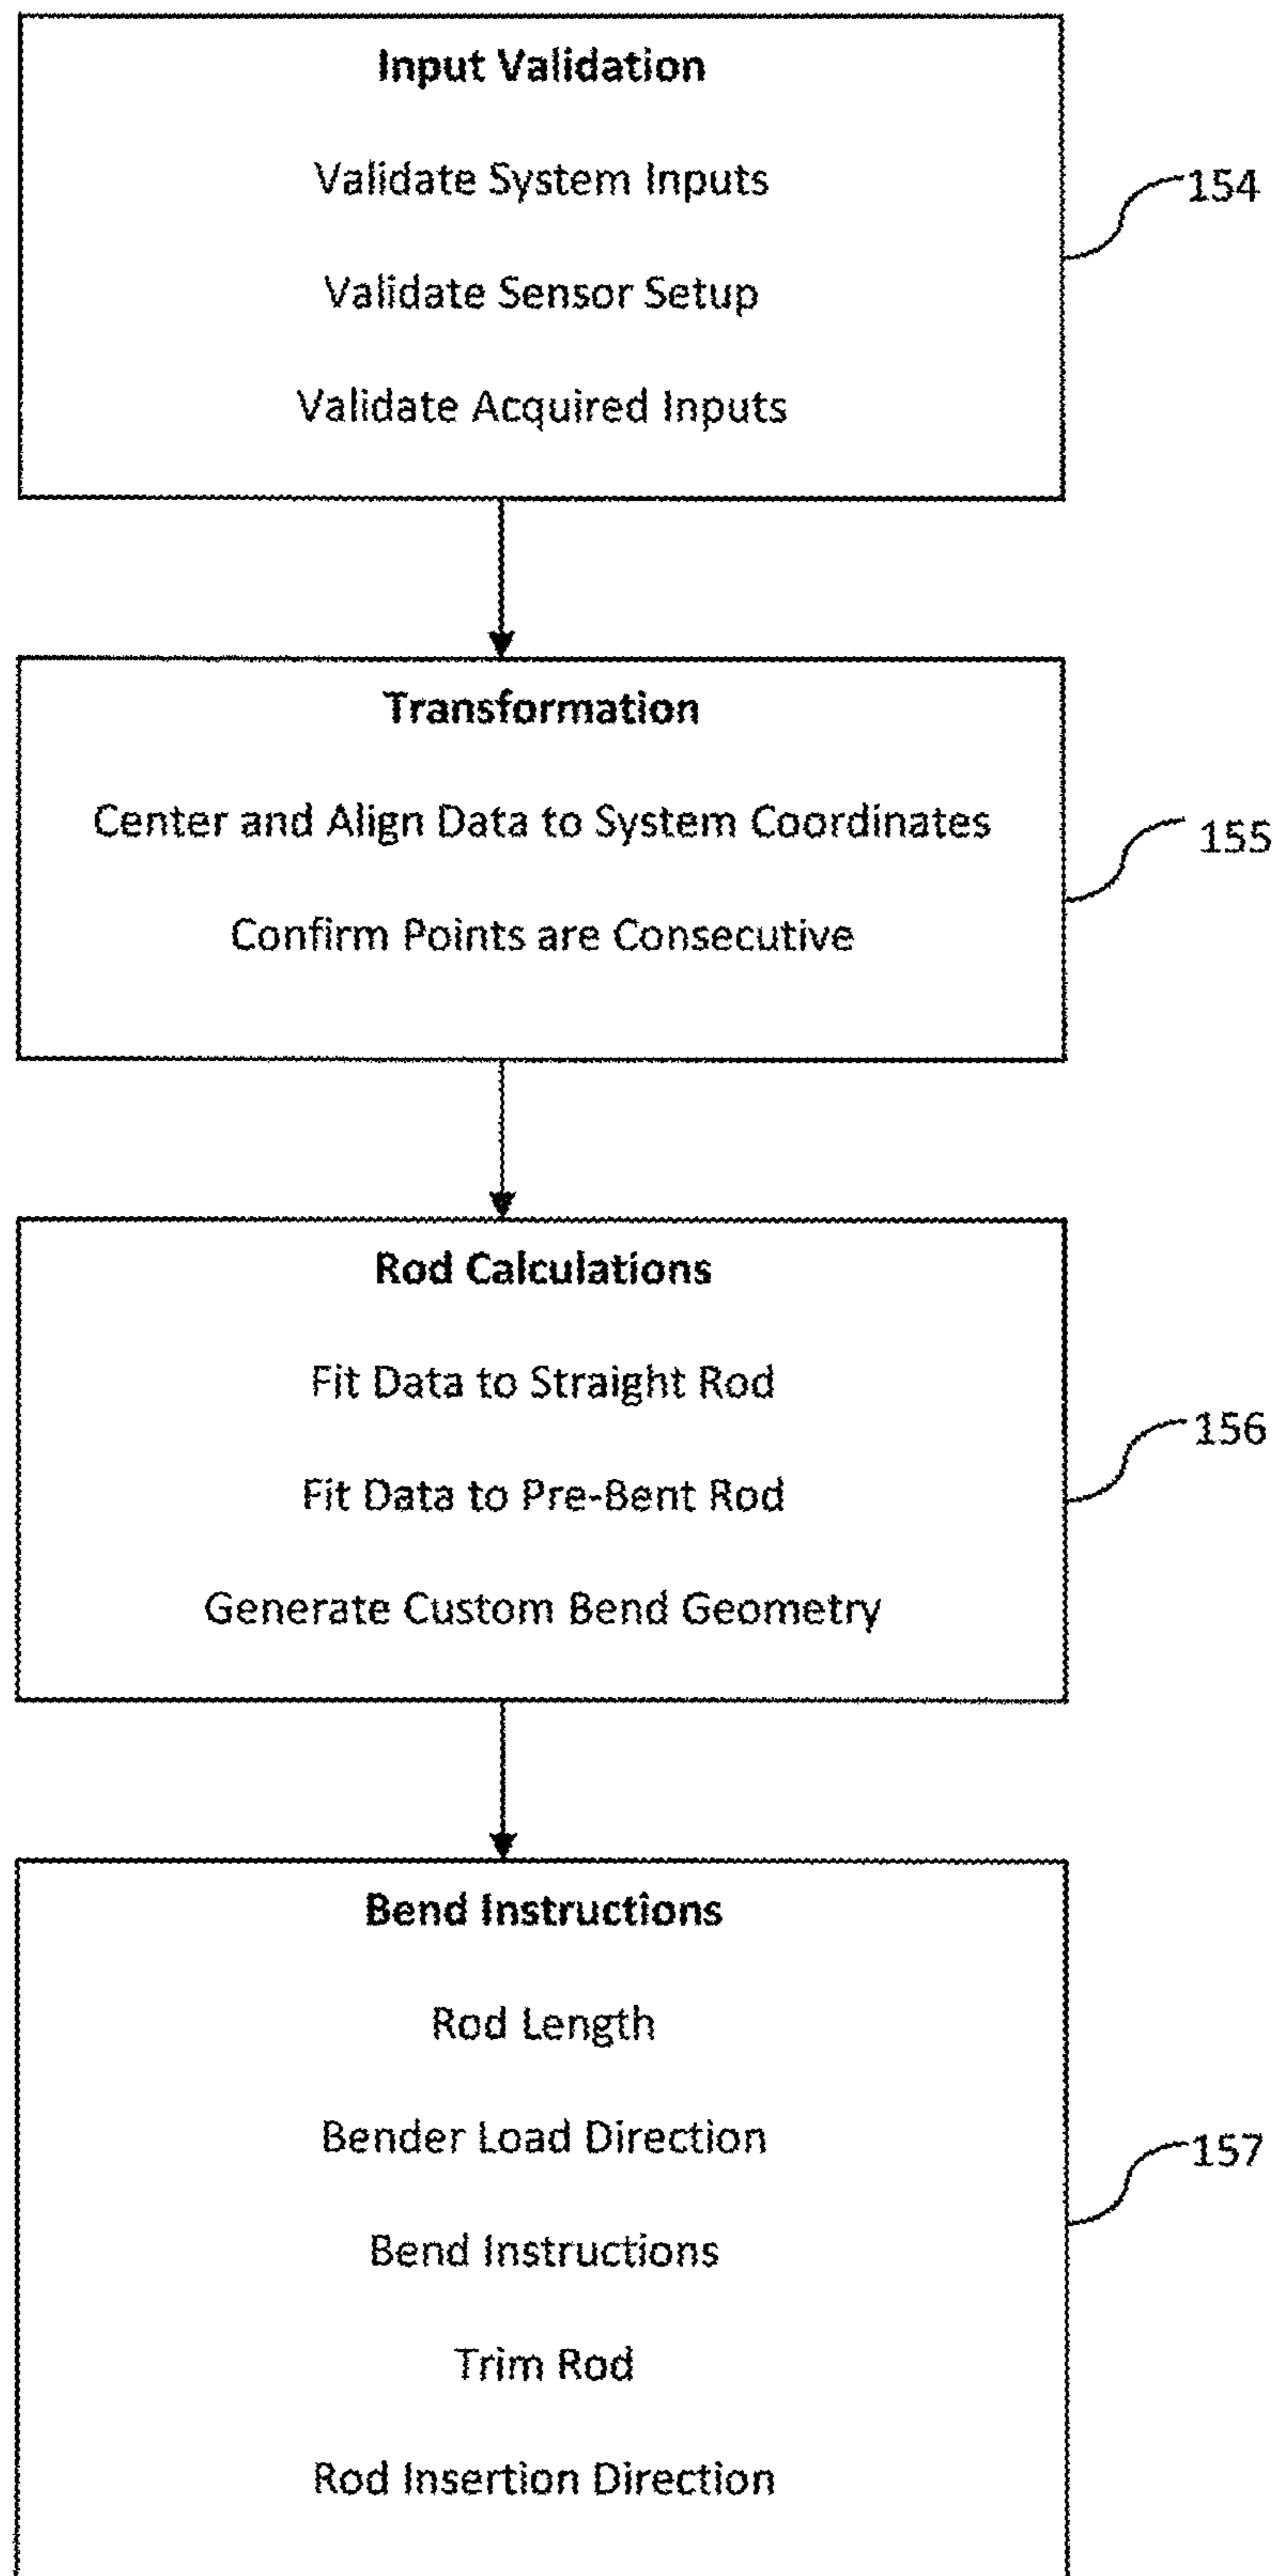 Input Validation
Validate System Inputs
Validate Sensor Setup
Validate Acquired Inputs
154
Transformation
Center and Align Data to System Coordinates
Confirm Points are Consecutive
155
Rod Calculations
Fit Data to Straight Rod
Fit Data to Pre-Bent Rod
Generate Custom Bend Geometry
156
Bend Instructions
Rod Length
Bender Load Direction
Bend Instructions
Trim Rod
Rod Insertion Direction
157